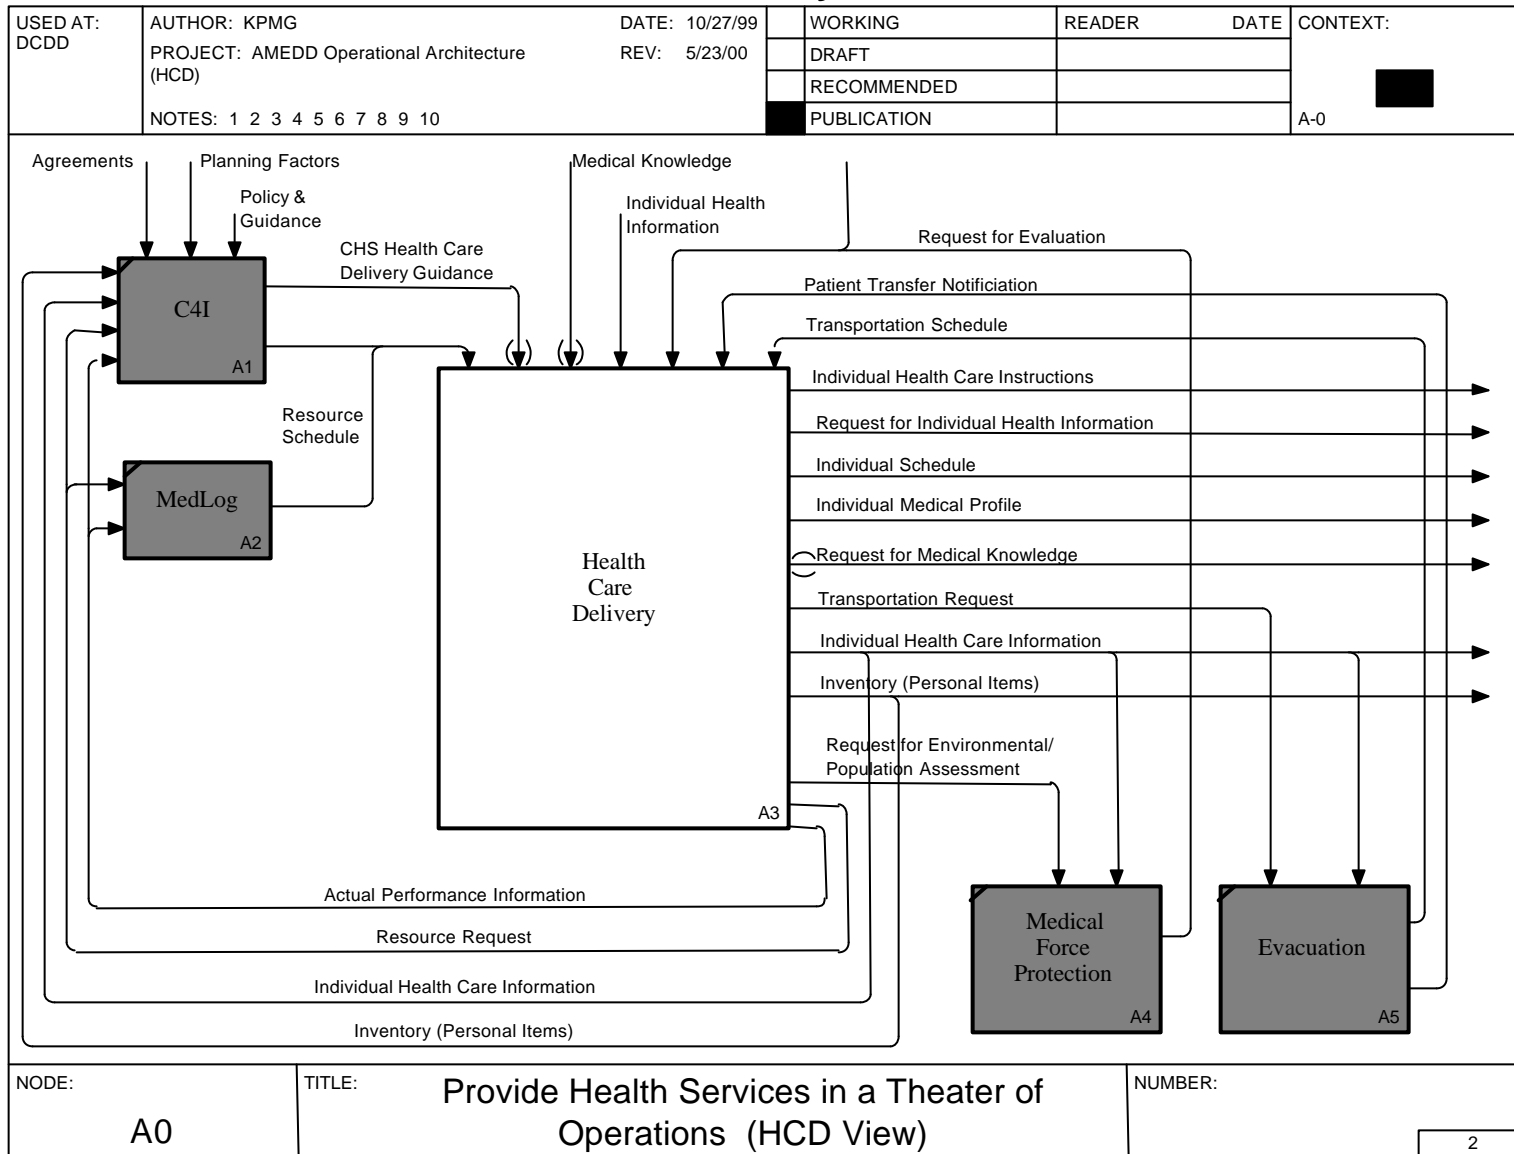 USED AT:
DCDD
AUTHOR: KPMG
DATE: 10/27/99
PROJECT: AMEDD Operational Architecture
(HCD)
REV: 5/23/00
NOTES: 1 2 3 4 5 6 7 8 9 10
WORKING
DRAFT
RECOMMENDED
PUBLICATION
READER DATE
CONTEXT:
A-0
Agreements
Planning Factors
Policy &
Guidance
Medical Knowledge
Individual Health
Information
CHS Health Care
Delivery Guidance
Request for Evaluation
Patient Transfer Notificiation
Transportation Schedule
C4I
A1
Resource
Schedule
MedLog
A2
Health
Care
Delivery
A3
Individual Health Care Instructions
Request for Individual Health Information
Individual Schedule
Individual Medical Profile
Request for Medical Knowledge
Transportation Request
Individual Health Care Information
Inventory (Personal Items)
Request for Environmental/
Population Assessment
Actual Performance Information
Resource Request
Individual Health Care Information
Inventory (Personal Items)
Medical
Force
Protection
A4
Evacuation
A5
NODE:
A0
TITLE:
Provide Health Services in a Theater of
Operations (HCD View)
NUMBER:
2